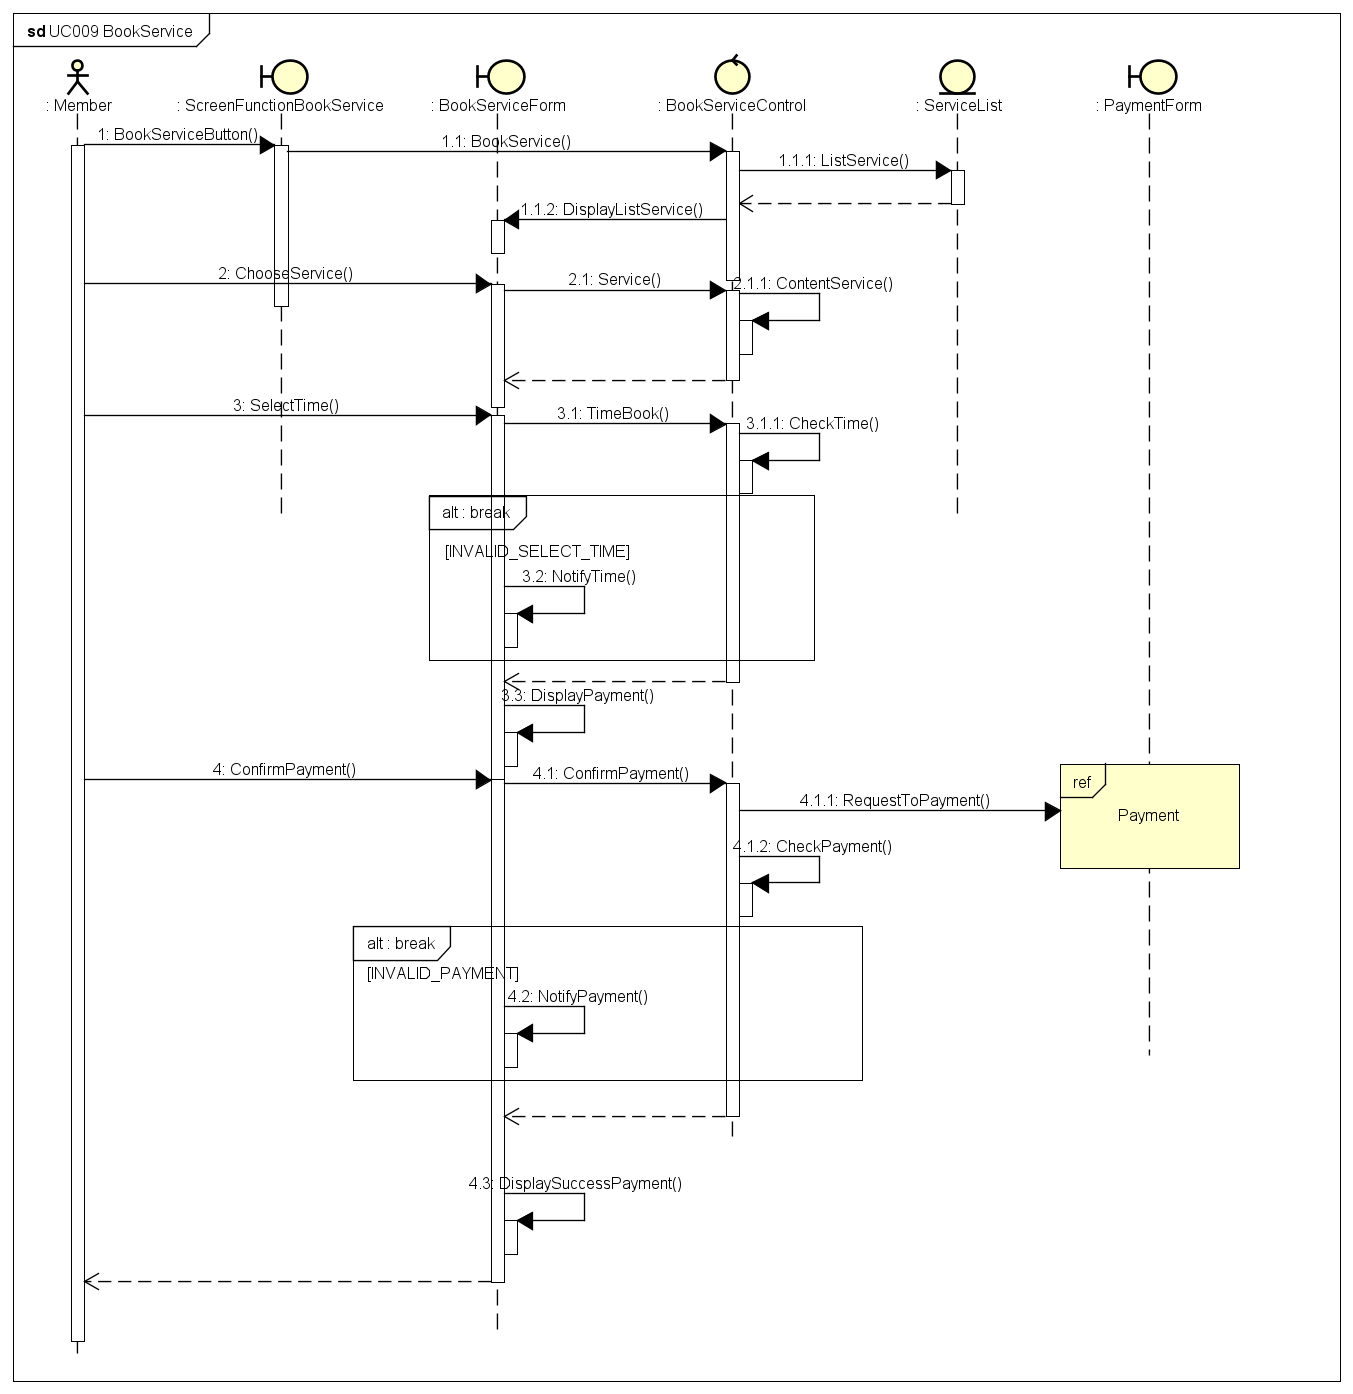 sd UC009 BookService
: Member
: ScreenFunctionBookService
: BookServiceForm
: BookServiceControl
: ServiceList
: PaymentForm
1: BookServiceButton()
1.1: BookService()
1.1.1: ListService()
1.1.2: DisplayListService()
2: ChooseService()
2.1: Service()
2.1.1: ContentService()
3: SelectTime()
3.1: TimeBook()
3.1.1: CheckTime()
alt : break
[INVALID_SELECT_TIME]
3.2: NotifyTime()
3.3: DisplayPayment()
4: ConfirmPayment()
4.1: ConfirmPayment()
ref
4.1.1: RequestToPayment()
Payment
4.1.2: CheckPayment()
alt : break
[INVALID_PAYMENT]
4.2: NotifyPayment()
4.3: DisplaySuccessPayment()